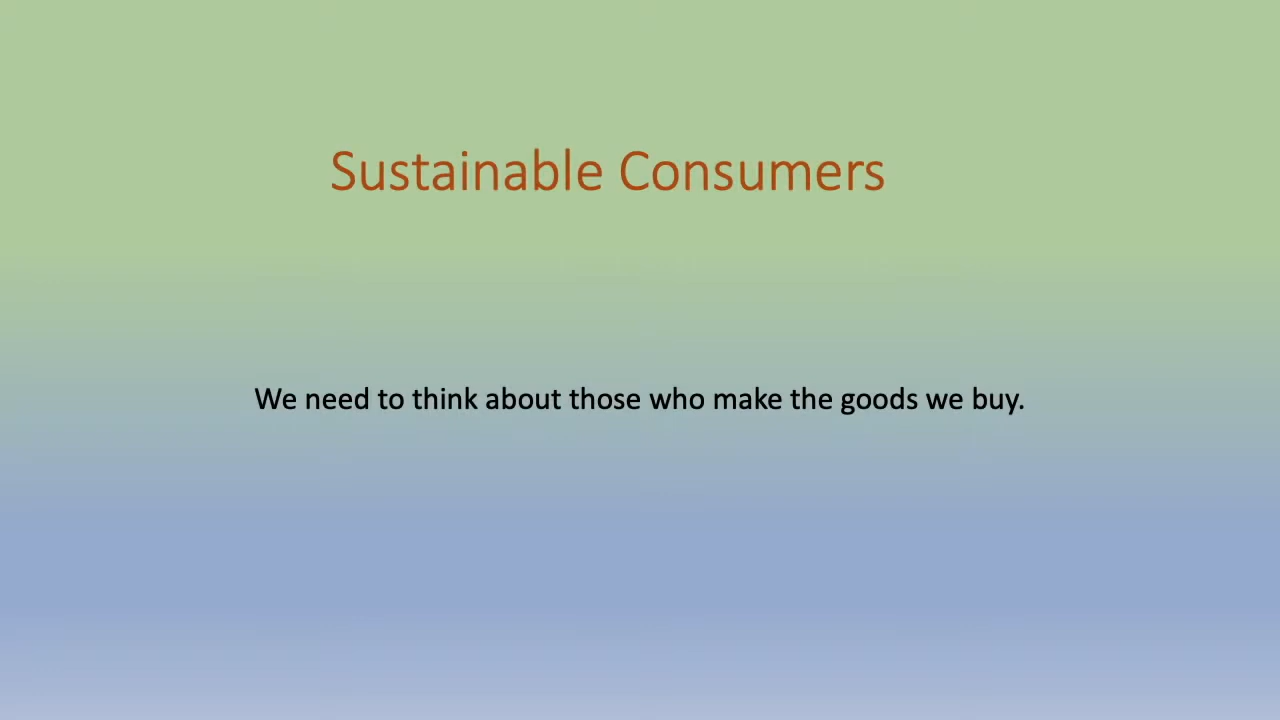 Sustainable Consumers
We need to think about those who make the goods we buy.